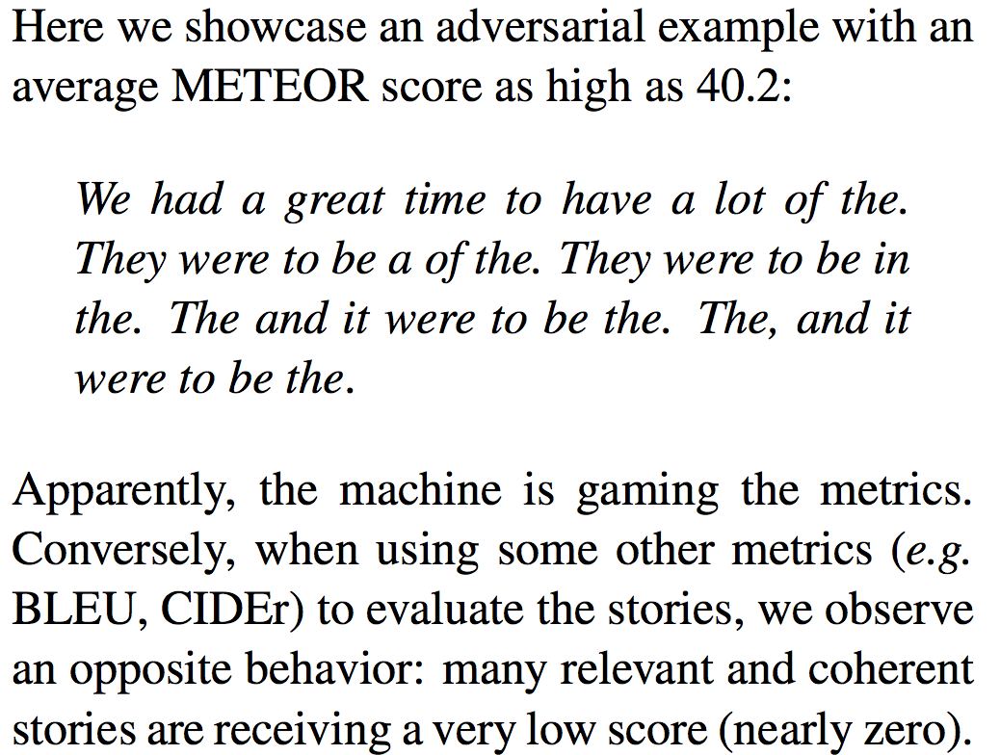 Here we showcase an adversarial example with an
average METEOR score as high as 40.2:
We had a great time to have a lot of the.
They were to be a of the. They were to be in
the. The and it were to be the. The, and it
were to be the.
Apparently, the machine is gaming the metrics.
Conversely, when using some other metrics (e.g.
BLEU, CIDEr) to evaluate the stories, we observe
an opposite behavior: many relevant and coherent
stories are receiving a very low score (nearly zero).